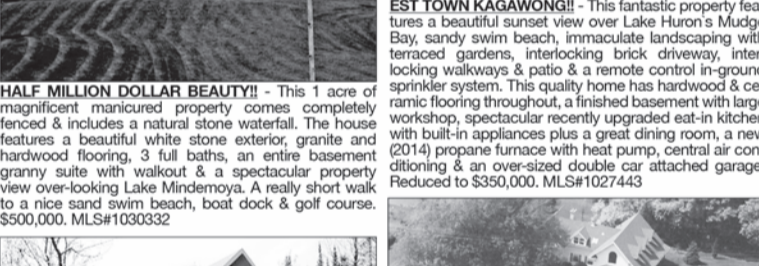 HALF MILLION DOLLAR BEAUTY!! - This 1 acre of
magnificent manicured property comes completely
fenced & includes a natural stone waterfall. The house
features a beautiful white stone exterior, granite and
hardwood flooring, 3 full baths, an entire basement
granny suite with walkout & a spectacular property
view over-looking Lake Mindemoya. A really short walk
to a nice sand swim beach, boat dock & golf course.
$500,000. MLS#1030332
EST TOWN KAGAWONG!! - This fantastic property fea
tures a beautiful sunset view over Lake Huron's Mudg
Bay, sandy swim beach, immaculate landscaping wit
terraced gardens, interlocking brick driveway, inter
locking walkways & patio & a remote control in-groun
sprinkler system. This quality home has hardwood & ce
ramic flooring throughout, a finished basement with larg
workshop, spectacular recently upgraded eat-in kitche
with built-in appliances plus a great dining room, a new
(2014) propane furnace with heat pump, central air con
ditioning & an over-sized double car attached garage
Reduced to $350,000. MLS#1027443